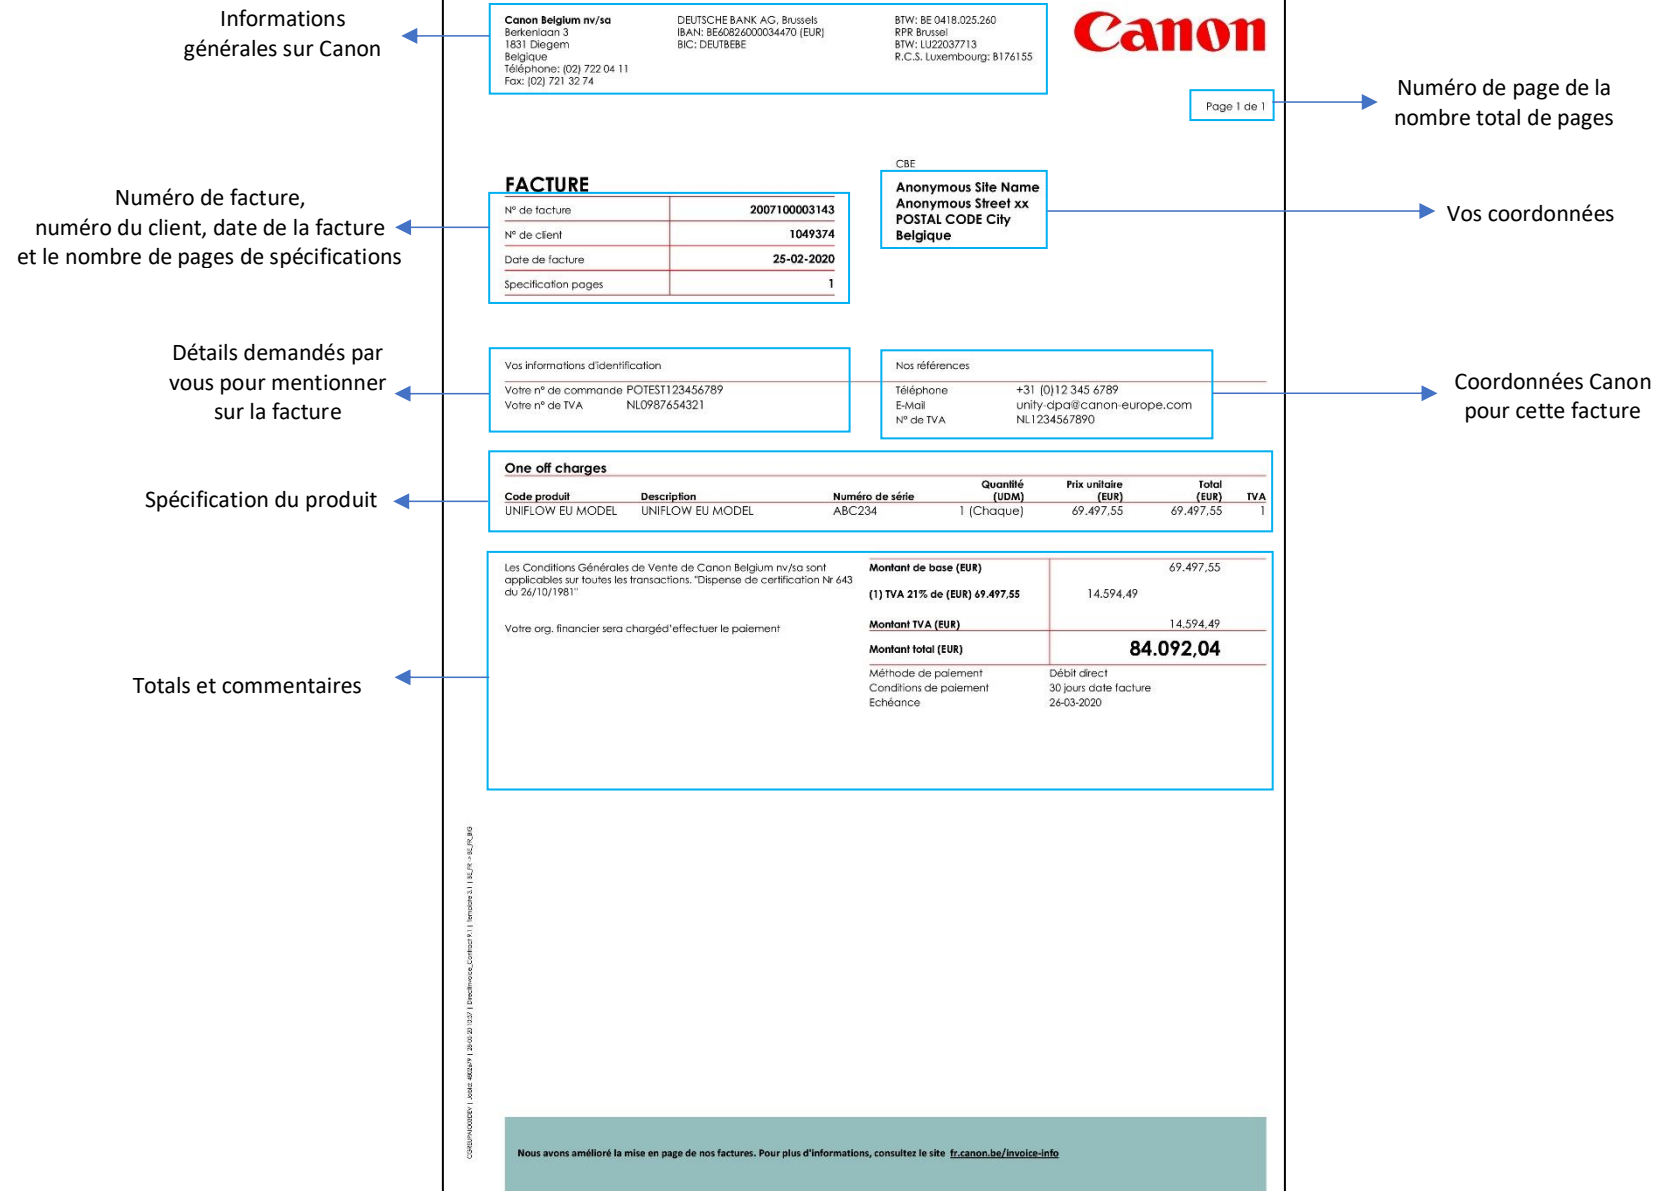 Informations
générales sur Canon
Canon Belgium nv/sa
Berkenlaan 3
1831 Diegem
Belgique
Téléphone: (02) 722 04 11
Fax: (02) 721 32 74
DEUTSCHE BANK AG, Brussels
IBAN: BE60826000034470 (EUR)
BIC: DEUTBEBE
BTW: BE 0418.025.260
RPR Brussel
BTW: LU22037713
R.C.S. Luxembourg: B176155
Canon
Page 1 de 1
Numéro de page de la
nombre total de pages
Numéro de facture,
numéro du client, date de la facture
et le nombre de pages de spécifications
FACTURE
N° de facture 2007100003143
N° de client 1049374
Date de facture 25-02-2020
Specification pages 1
CBE
Anonymous Site Name
Anonymous Street xx
POSTAL CODE City
Belgique
Vos coordonnées
Détails demandés par
vous pour mentionner
sur la facture
Vos informations d'identification
Votre n° de commande POTEST123456789
Votre n° de TVA NL0987654321
Nos références
Téléphone +31 (0)12 345 6789
E-Mail unity-dpa@canon-europe.com
N° de TVA NL1234567890
Coordonnées Canon
pour cette facture
Spécification du produit
One off charges
Code produit Description Numéro de série Quantité (UDM) Prix unitaire (EUR) Total (EUR) TVA
UNIFLOW EU MODEL UNIFLOW EU MODEL ABC234 1 (Chaque) 69.497,55 69.497,55 1
Totals et commentaires
Les Conditions Générales de Vente de Canon Belgium nv/sa sont
applicables sur toutes les transactions. "Dispense de certification Nr 643
du 26/10/1981"
Votre org. financier sera chargéd'effectuer le paiement
Montant de base (EUR) 69.497,55
(1) TVA 21% de (EUR) 69.497,55 14.594,49
Montant TVA (EUR) 14.594,49
Montant total (EUR) 84.092,04
Méthode de paiement Débit direct
Conditions de paiement 30 jours date facture
Echéance 26-03-2020
Nous avons amélioré la mise en page de nos factures. Pour plus d'informations, consultez le site fr.canon.be/invoice-info